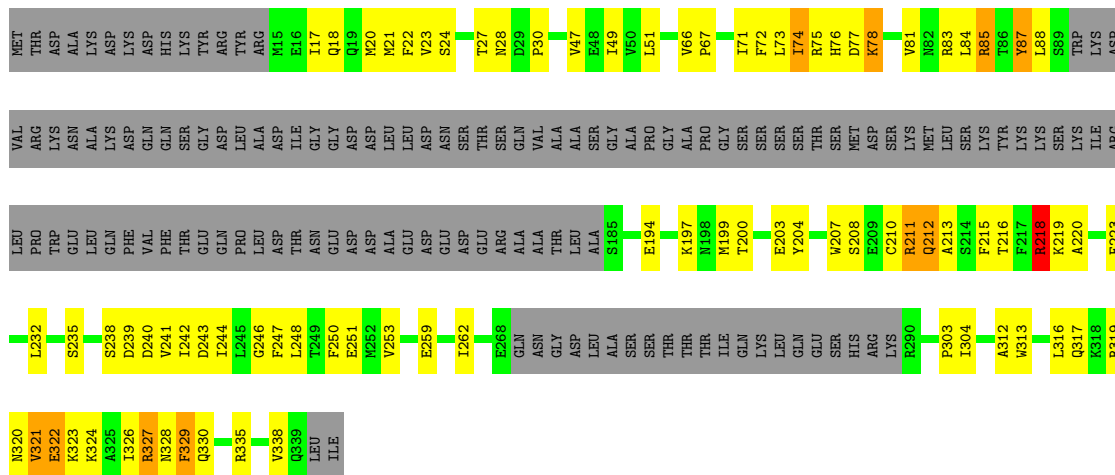 MET THR ASP ALA LYS ASP LYS ASP HIS LYS TYR ARG TYR ARG M15 E16 I17 Q18 Q19 M20 M21 F22 V23 S24 T27 N28 D29 P30 V47 E48 I49 V50 L51 V66 P67 I71 F72 L73 I74 R75 H76 D77 K78 V81 N82 R83 L84 R85 T86 Y87 L88 S89 TRP LYS ASP
VAL ARG LYS ASN ALA LYS ASP GLN GLN SER GLY ASP LEU ALA ASP ILE GLY GLY ASP ASP LEU LEU ASP ASN SER THR SER GLN VAL ALA ALA SER GLY ALA PRO GLY ALA PRO GLY SER SER SER SER THR SER MET ASP SER LYS MET LEU SER LYS TYR LYS LYS SER LYS ILE ARG
LEU PRO TRP GLU LEU GLN PHE VAL PHE THR GLU GLN PRO LEU ASP THR ASN GLU ASP ASP ALA GLU ASP GLU ASP GLU ARG ALA ALA THR LEU ALA S185 E194 K197 N198 M199 T200 E203 Y204 W207 S208 E209 C210 R211 Q212 A213 S214 F215 T216 F217 R218 K219 A220
L232 S235 S238 D239 D240 V241 I242 D243 I244 L245 G246 F247 L248 T249 F250 E251 M252 V253 E259 I262 E268 GLN ASN GLY ASP LEU ALA SER SER THR THR THR ILE GLN LYS LEU GLN GLU SER HIS ARG LYS R290 P303 I304 A312 W313 L316 Q317 K318 R319
N320 V321 E322 K323 K324 A325 I326 R327 N328 F329 Q330 R335 V338 Q339 LEU ILE